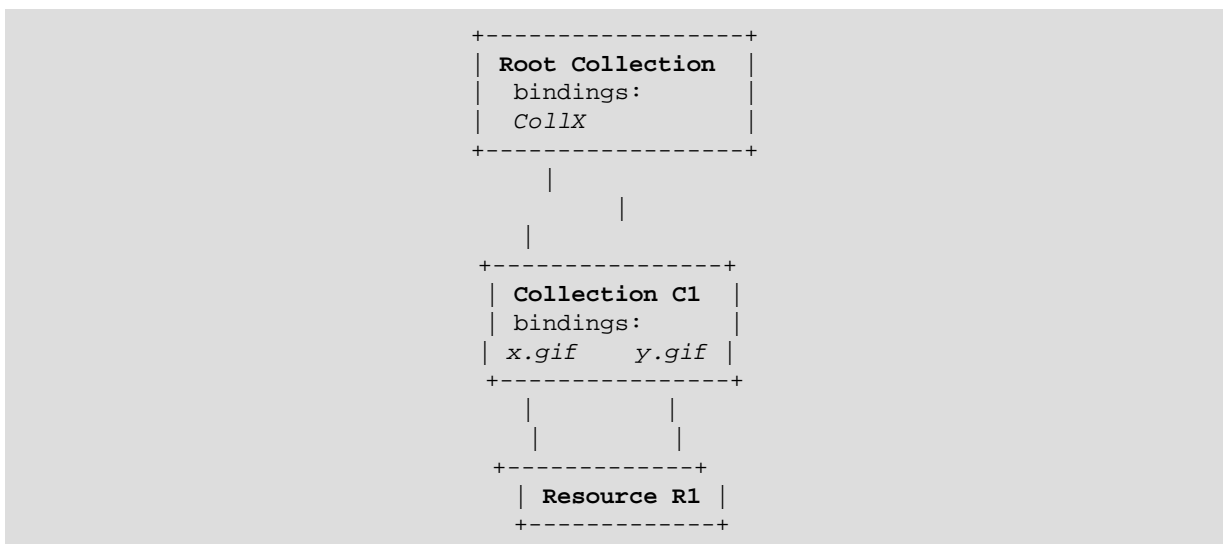 +------------------+
| Root Collection |
| bindings: |
| CollX |
+------------------+
|
|
|
+----------------+
| Collection C1 |
| bindings: |
| x.gif y.gif |
+----------------+
| |
| |
+-------------+
| Resource R1 |
+-------------+